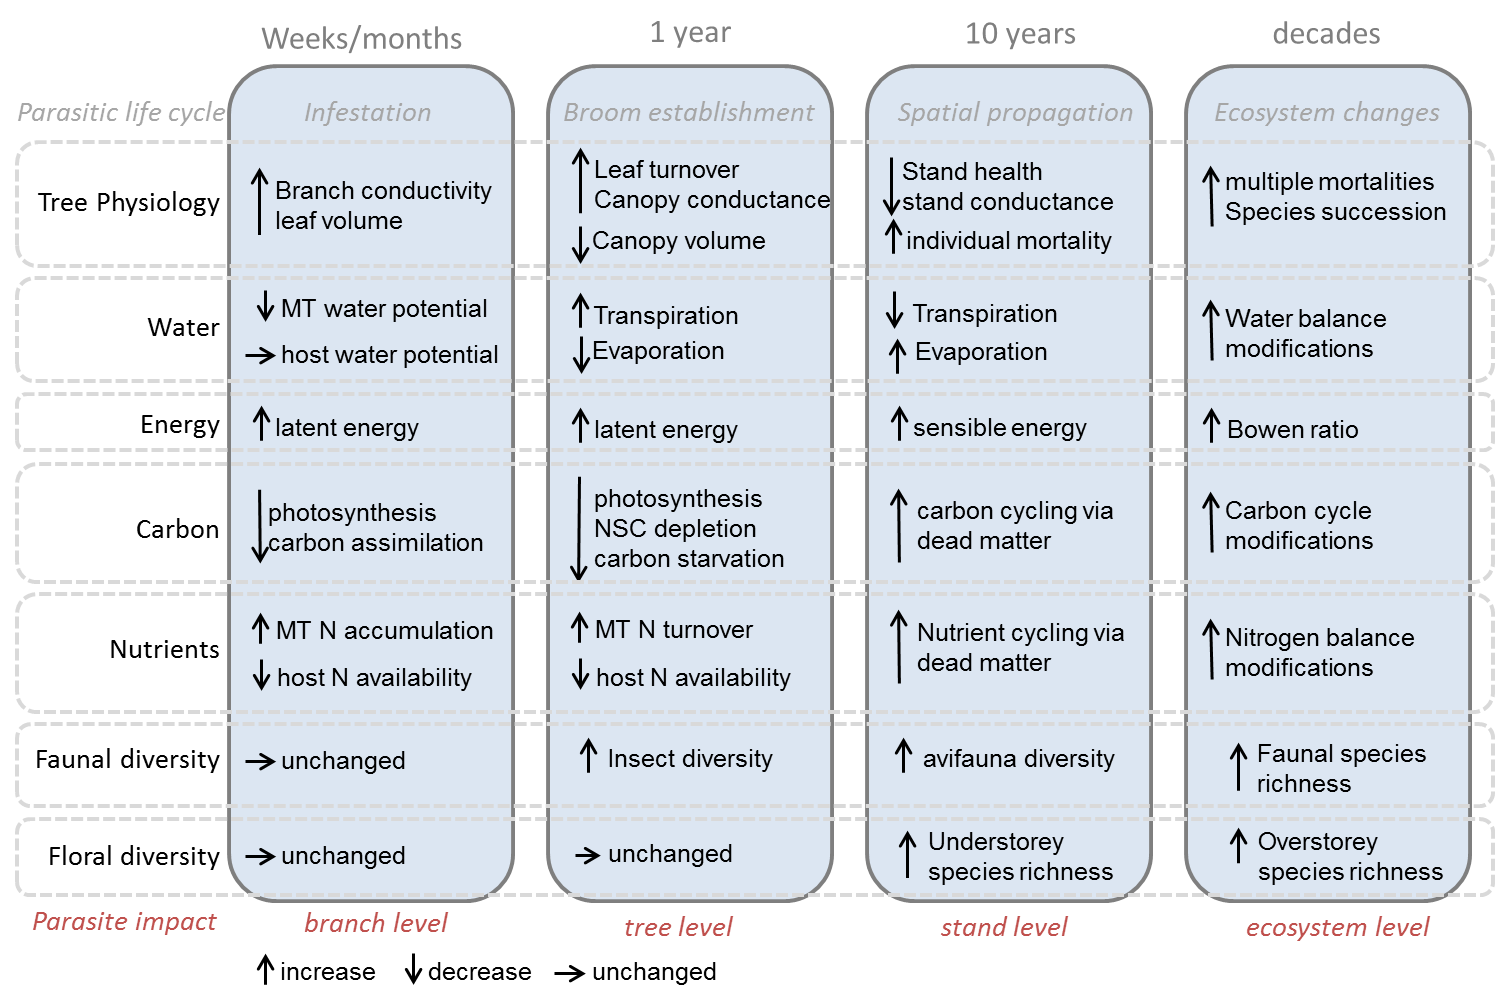 Weeks/months
1 year
10 years
decades
Parasitic life cycle
Infestation
Broom establishment
Spatial propagation
Ecosystem changes
Tree Physiology
Branch conductivity
leaf volume
Leaf turnover
Canopy conductance
Canopy volume
Stand health
stand conductance
individual mortality
multiple mortalities
Species succession
Water
MT water potential
host water potential
Transpiration
Evaporation
Transpiration
Evaporation
Water balance
modifications
Energy
latent energy
latent energy
sensible energy
Bowen ratio
Carbon
photosynthesis
carbon assimilation
photosynthesis
NSC depletion
carbon starvation
carbon cycling via
dead matter
Carbon cycle
modifications
Nutrients
MT N accumulation
host N availability
MT N turnover
host N availability
Nutrient cycling via
dead matter
Nitrogen balance
modifications
Faunal diversity
unchanged
Insect diversity
avifauna diversity
Faunal species
richness
Floral diversity
unchanged
unchanged
Understorey
species richness
Overstorey
species richness
Parasite impact
branch level
tree level
stand level
ecosystem level
increase
decrease
unchanged